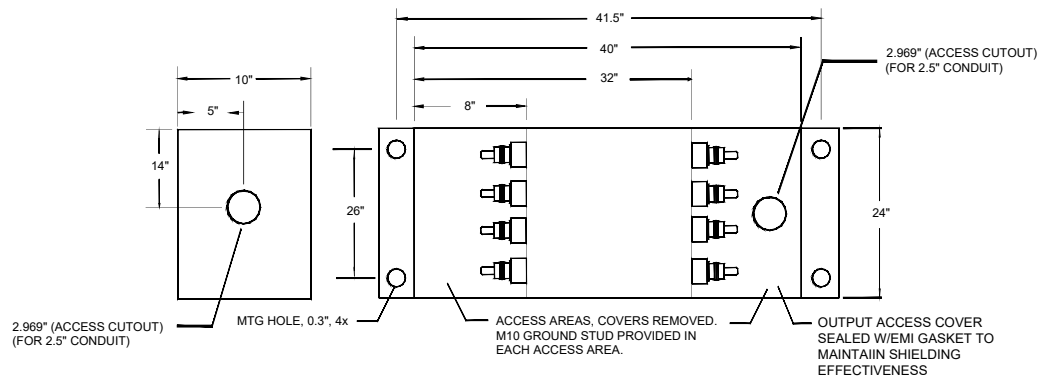 41.5"
40"
2.969" (ACCESS CUTOUT)
(FOR 2.5" CONDUIT)
10"
32"
5"
8"
14"
26"
24"
2.969" (ACCESS CUTOUT)
(FOR 2.5" CONDUIT)
MTG HOLE, 0.3", 4x
ACCESS AREAS, COVERS REMOVED.
M10 GROUND STUD PROVIDED IN
EACH ACCESS AREA.
OUTPUT ACCESS COVER
SEALED W/EMI GASKET TO
MAINTAIIN SHIELDING
EFFECTIVENESS